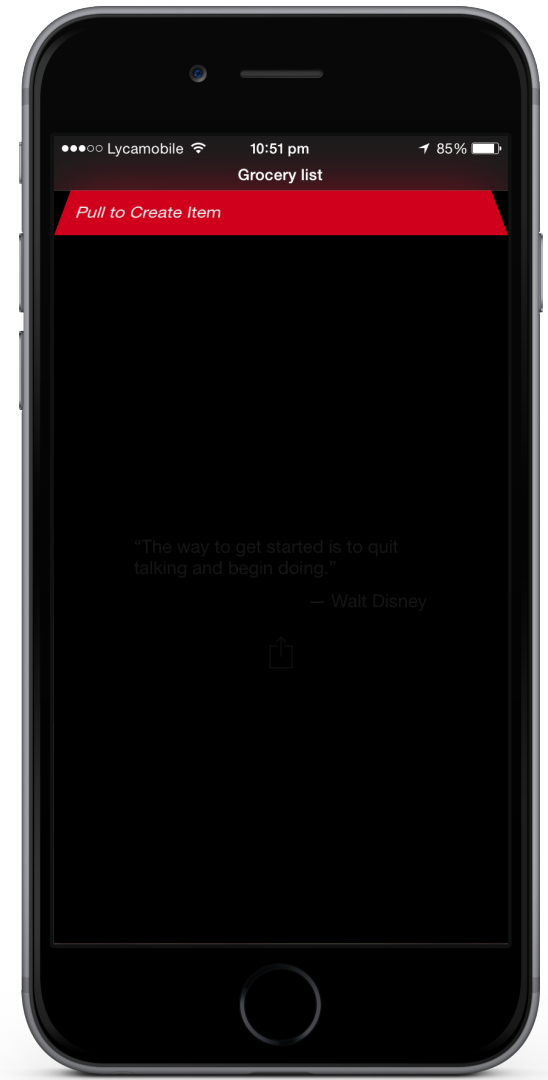 Lycamobile 10:51 pm 85%
Grocery list
Pull to Create Item
“The way to get started is to quit
talking and begin doing.”
— Walt Disney